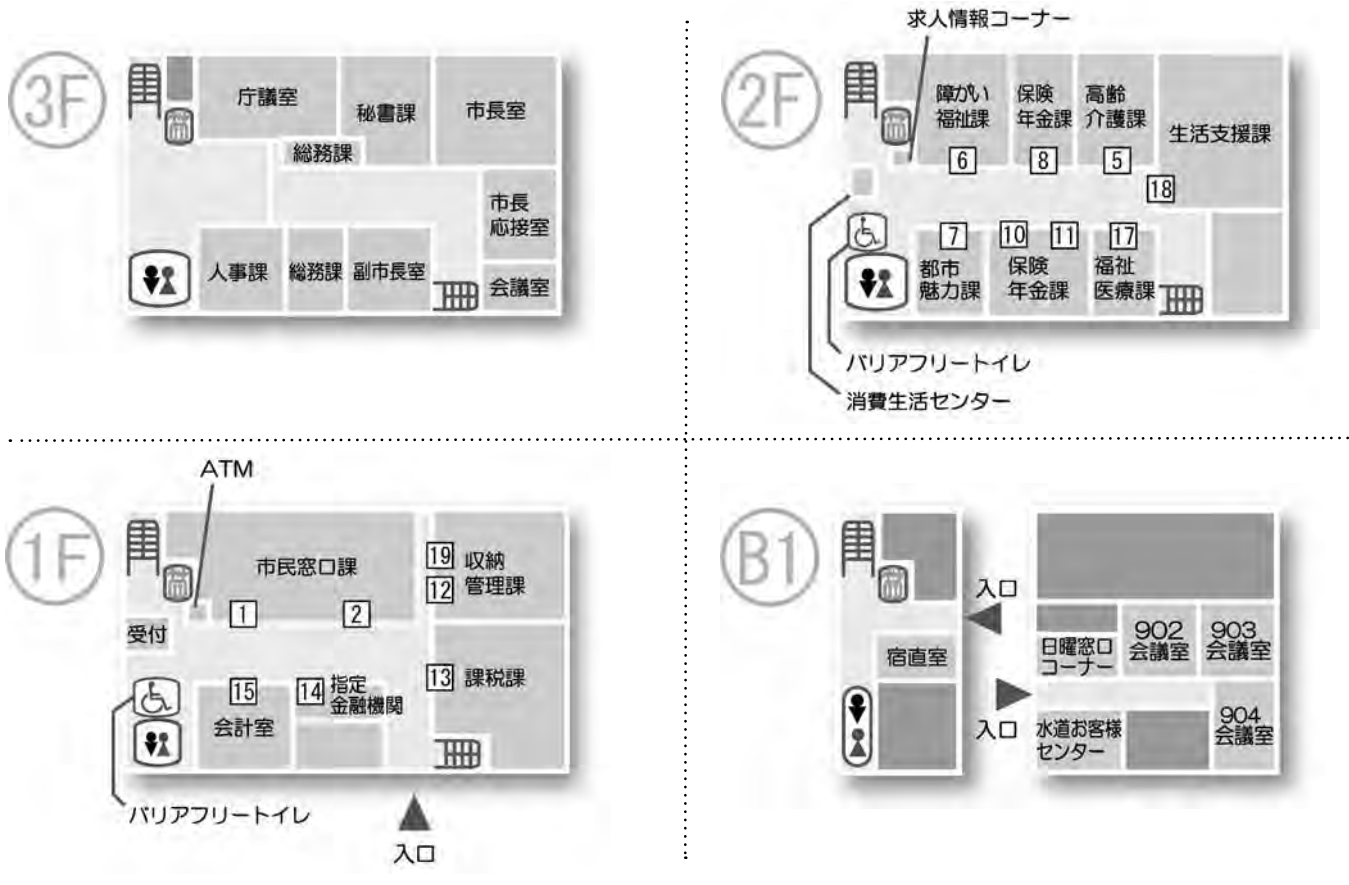 3F
庁議室
秘書課
市長室
総務課
市長
応接室
人事課
総務課
副市長室
会議室
求人情報コーナー
2F
障がい
福祉課
保険
年金課
高齢
介護課
生活支援課
6
8
5
18
7
10
11
17
都市
魅力課
保険
年金課
福祉
医療課
バリアフリートイレ
消費生活センター
ATM
1F
市民窓口課
19
収納
12
管理課
1
2
受付
15
会計室
14
指定
金融機関
13
課税課
バリアフリートイレ
入口
B1
入口
宿直室
日曜窓口
コーナー
902
会議室
903
会議室
入口
水道お客様
センター
904
会議室